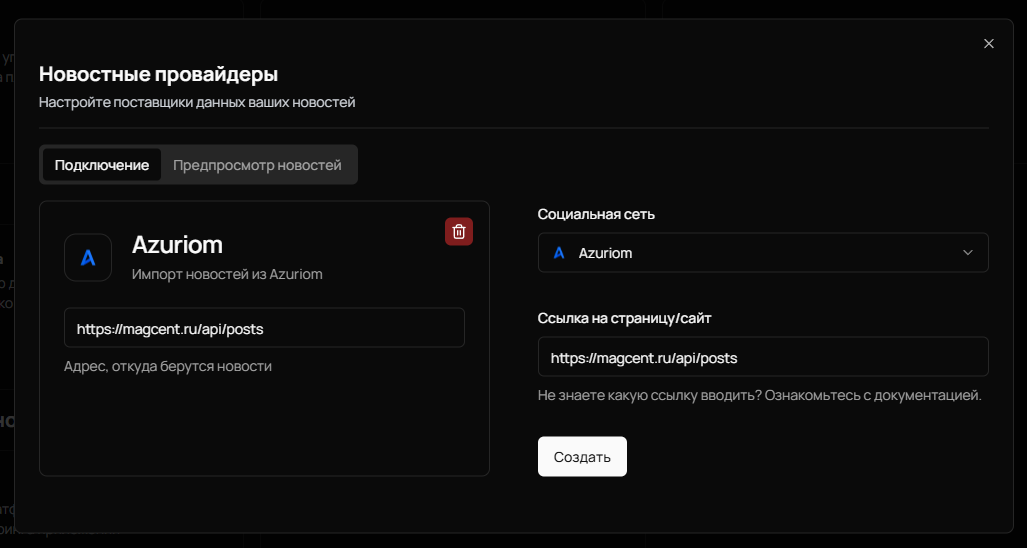 Новостные провайдеры
Настройте поставщики данных ваших новостей
Подключение
Предпросмотр новостей
Azuriom
Импорт новостей из Azuriom
https://magcent.ru/api/posts
Адрес, откуда берутся новости
Социальная сеть
Azuriom
Ссылка на страницу/сайт
https://magcent.ru/api/posts
Не знаете какую ссылку вводить? Ознакомьтесь с документацией.
Создать